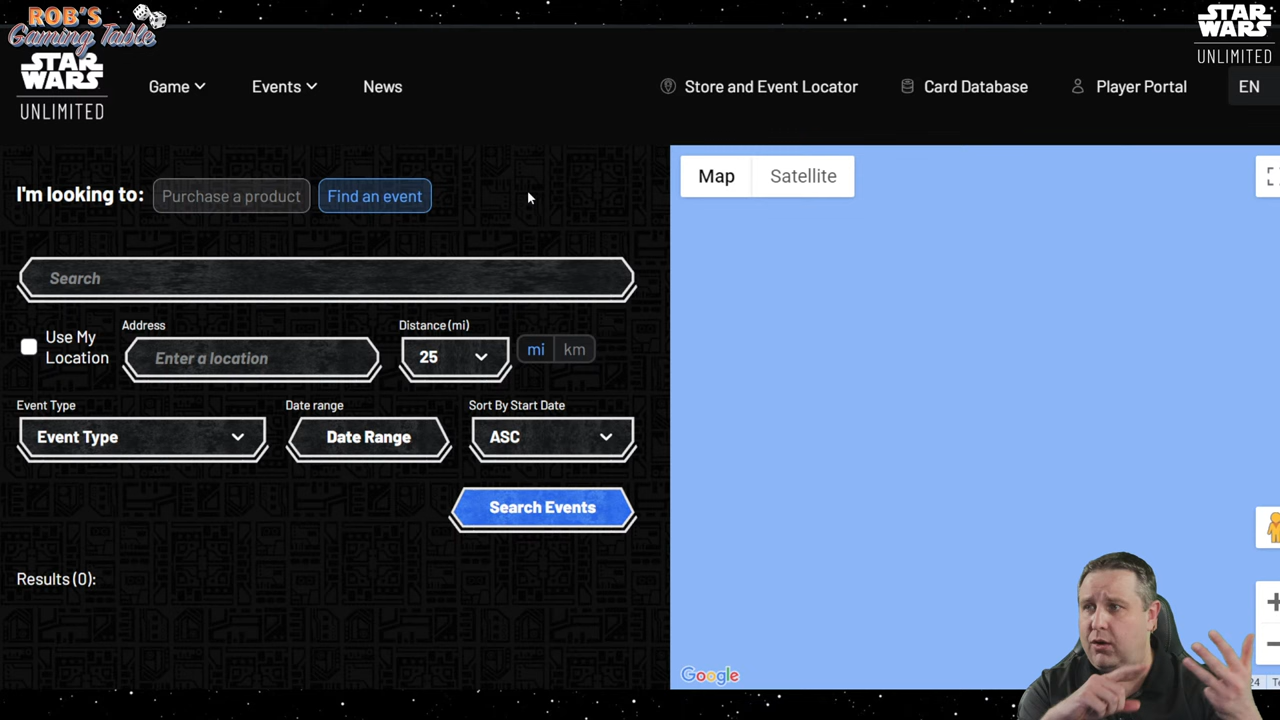 ROB'S
Gaming Table
STAR WARS
UNLIMITED
STAR WARS
UNLIMITED
Game
Events
News
Store and Event Locator
Card Database
Player Portal
EN
I'm looking to:
Purchase a product
Find an event
Map
Satellite
Search
Use My
Location
Address
Enter a location
Distance (mi)
25
mi
km
Event Type
Event Type
Date range
Date Range
Sort By Start Date
ASC
Search Events
Results (0):
Google